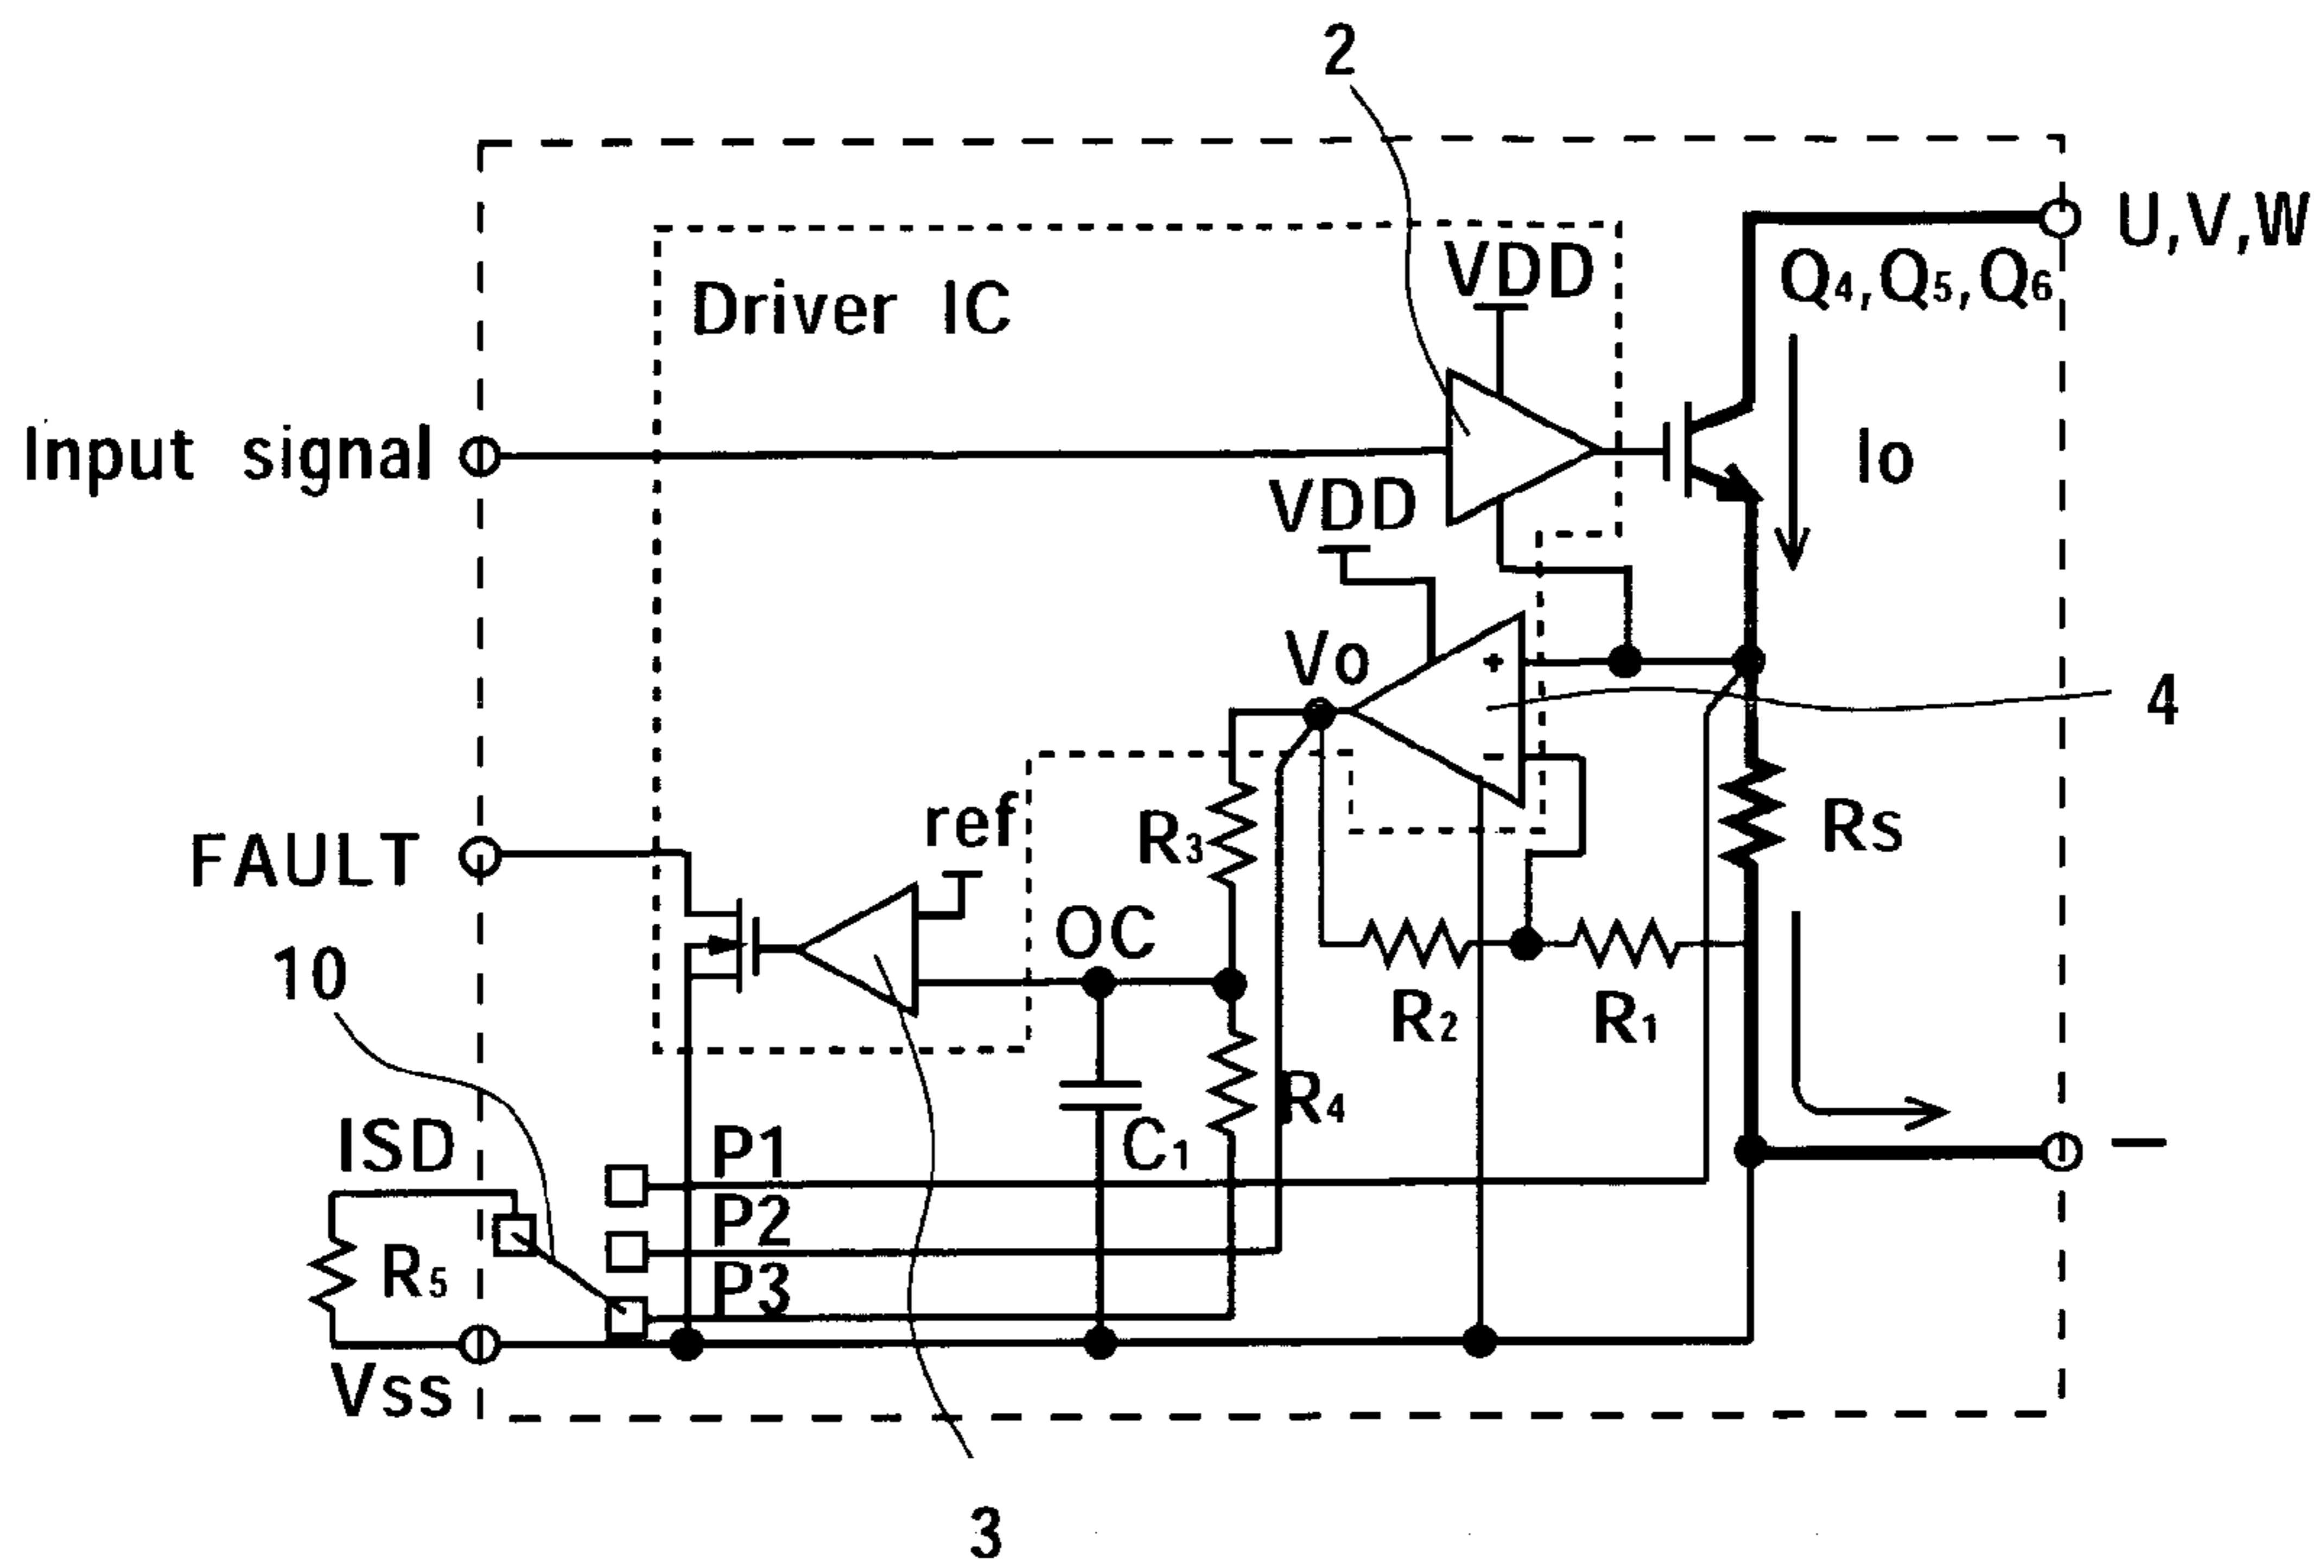 2
U,V,W
VDD
Q4,Q5,Q6
Driver IC
Input signal
Io
VDD
Vo
+
4
-
ref
R3
Rs
FAULT
OC
10
R2
R1
R4
ISD
P1
C1
—
P2
R5
P3
Vss
3